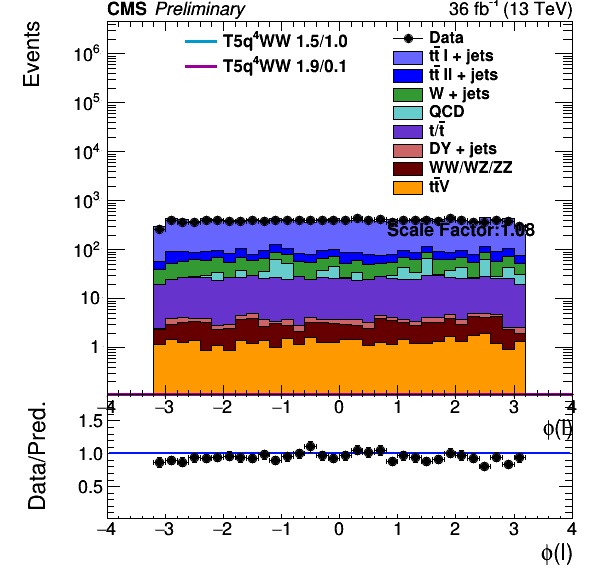 CMS Preliminary 36 fb⁻¹ (13 TeV)
Events
10⁶
10⁵
10⁴
10³
10²
10
1
T5q⁴WW 1.5/1.0
T5q⁴WW 1.9/0.1
Data
tt̄ l + jets
tt̄ ll + jets
W + jets
QCD
t/t̄
DY + jets
WW/WZ/ZZ
tt̄V
Scale Factor:1.08
−4 −3 −2 −1 0 1 2 3 4
ϕ(l)
Data/Pred.
1.5
1.0
0.5
−4 −3 −2 −1 0 1 2 3 4
ϕ(l)